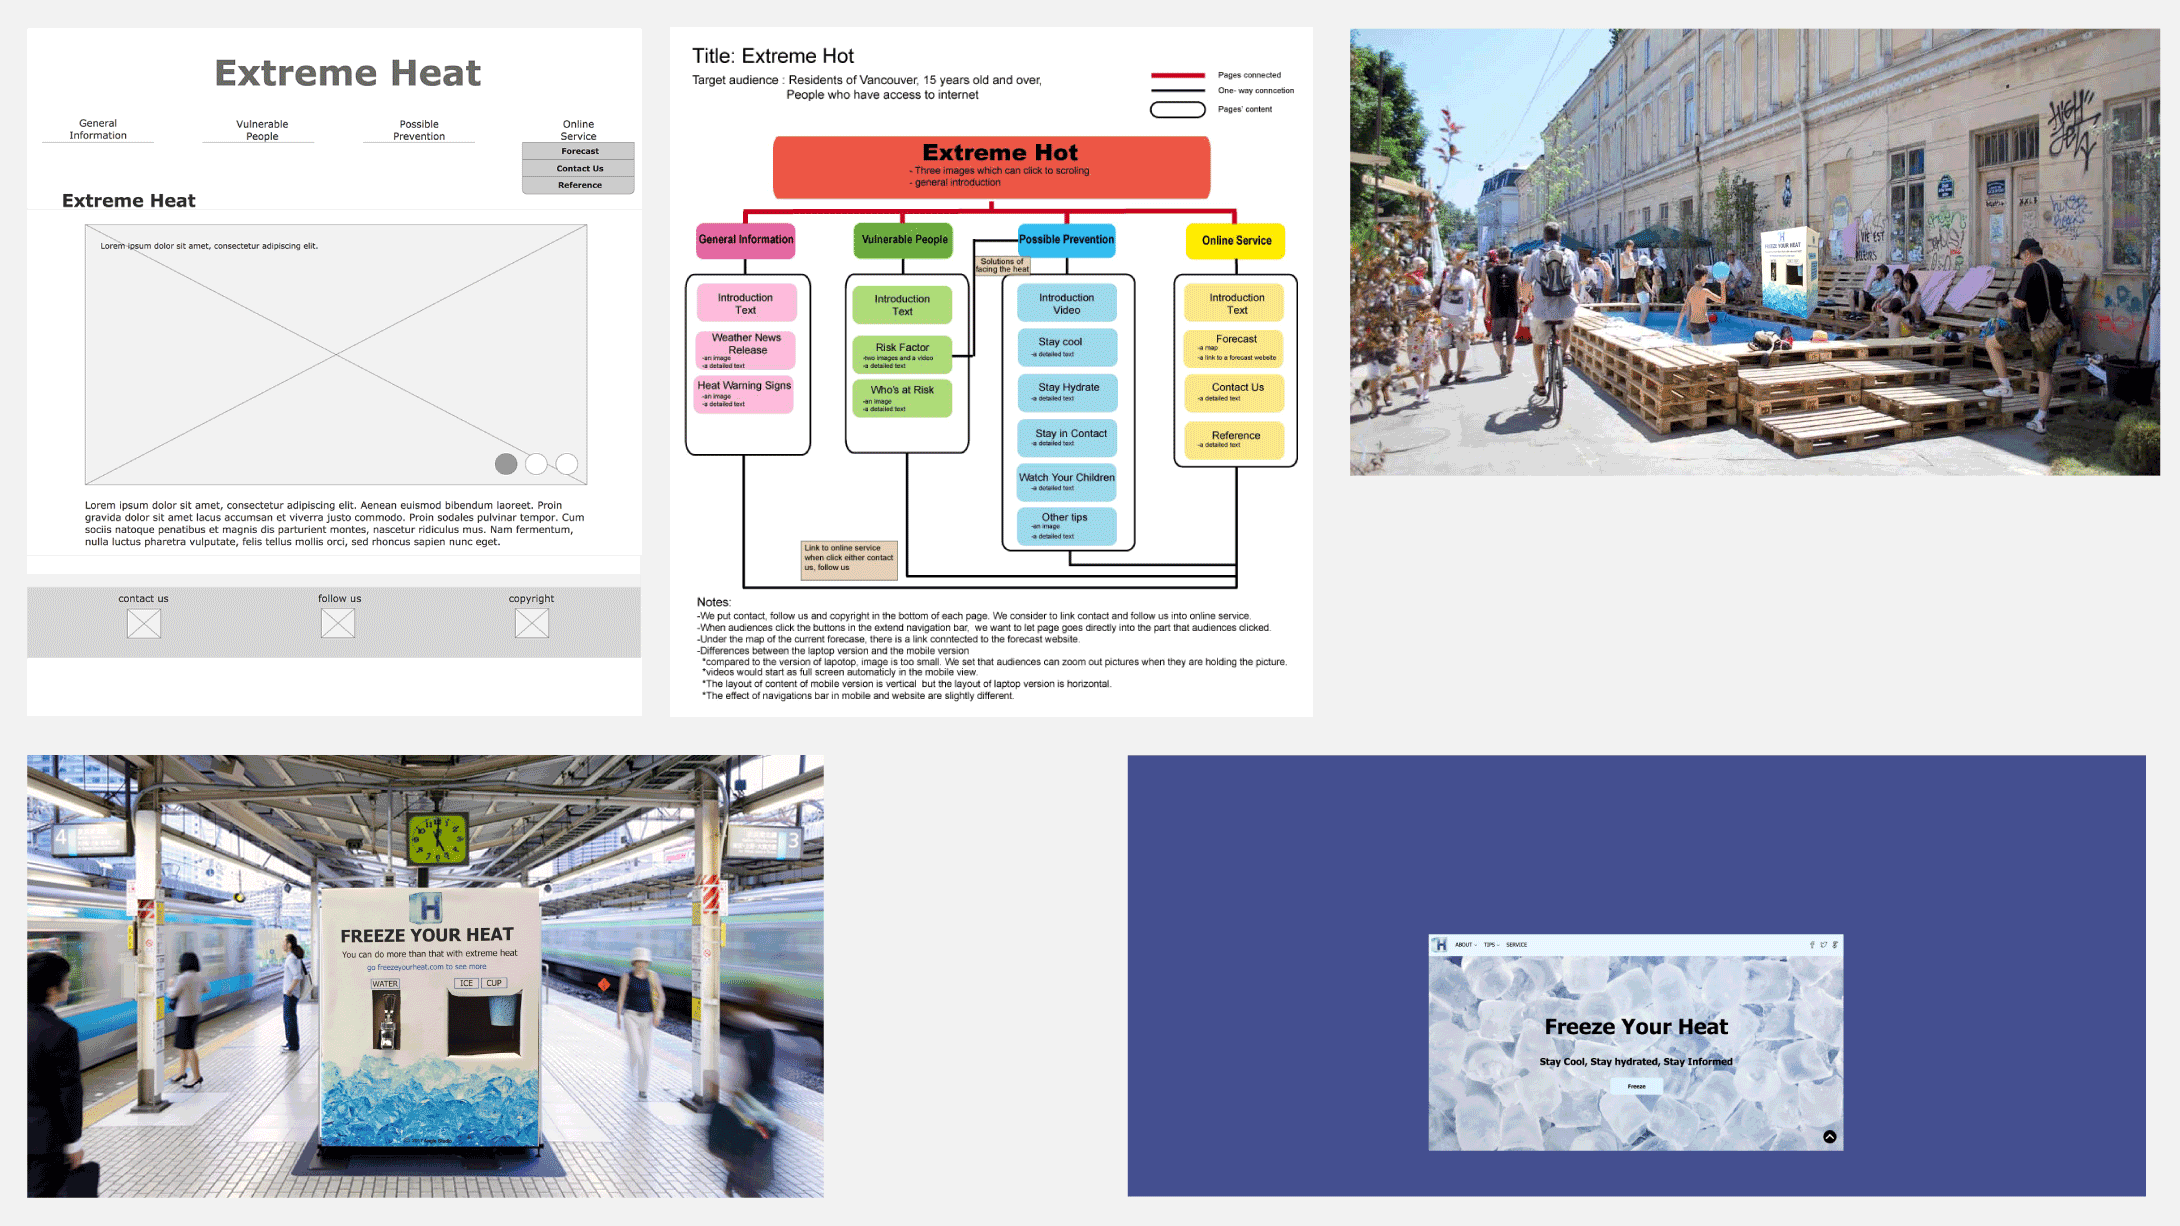 Extreme Heat
General
Information
Vulnerable
People
Possible
Prevention
Online
Service
Forecast
Contact Us
Reference
Extreme Heat
Lorem ipsum dolor sit amet, consectetur adipiscing elit.
Lorem ipsum dolor sit amet, consectetur adipiscing elit. Aenean euismod bibendum laoreet. Proin
gravida dolor sit amet lacus accumsan et viverra justo commodo. Proin sodales pulvinar tempor. Cum
sociis natoque penatibus et magnis dis parturient montes, nascetur ridiculus mus. Nam fermentum,
nulla luctus pharetra vulputate, felis tellus mollis orci, sed rhoncus sapien nunc eget.
contact us
follow us
copyright
Title: Extreme Hot
Target audience : Residents of Vancouver, 15 years old and over,
People who have access to internet
Pages connected
One- way conncetion
Pages' content
Extreme Hot
- Three images which can click to scroling
- general introduction
General Information
Vulnerable People
Possible Prevention
Online Service
Solutions of
facing the heat
Introduction
Text
Weather News
Release
-an image
-a detailed text
Heat Warning Signs
-an image
-a detailed text
Introduction
Text
Risk Factor
-two images and a video
-a detailed text
Who's at Risk
-an image
-a detailed text
Introduction
Video
Stay cool
-a detailed text
Stay Hydrate
-a detailed text
Stay in Contact
-a detailed text
Watch Your Children
-a detailed text
Other tips
-an image
-a detailed text
Introduction
Text
Forecast
-a map
-a link to a forecast website
Contact Us
-a detailed text
Reference
-a detailed text
Link to online service
when click either contact
us, follow us
Notes:
-We put contact, follow us and copyright in the bottom of each page. We consider to link contact and follow us into online service.
-When audiences click the buttons in the extend navigation bar,  we want to let page goes directly into the part that audiences clicked.
-Under the map of the current forecase, there is a link conntected to the forecast website.
-Differences between the laptop version and the mobile version
*compared to the version of lapotop, image is too small. We set that audiences can zoom out pictures when they are holding the picture.
*videos would start as full screen automaticly in the mobile view.
*The layout of content of mobile version is vertical  but the layout of laptop version is horizontal.
*The effect of navigations bar in mobile and website are slightly different.
H
FREEZE YOUR HEAT
4
3
H
FREEZE YOUR HEAT
You can do more than that with extreme heat
go freezeyourheat.com to see more
WATER
ICE
CUP
H
ABOUT
TIPS
SERVICE
Freeze Your Heat
Stay Cool, Stay hydrated, Stay Informed
Freeze